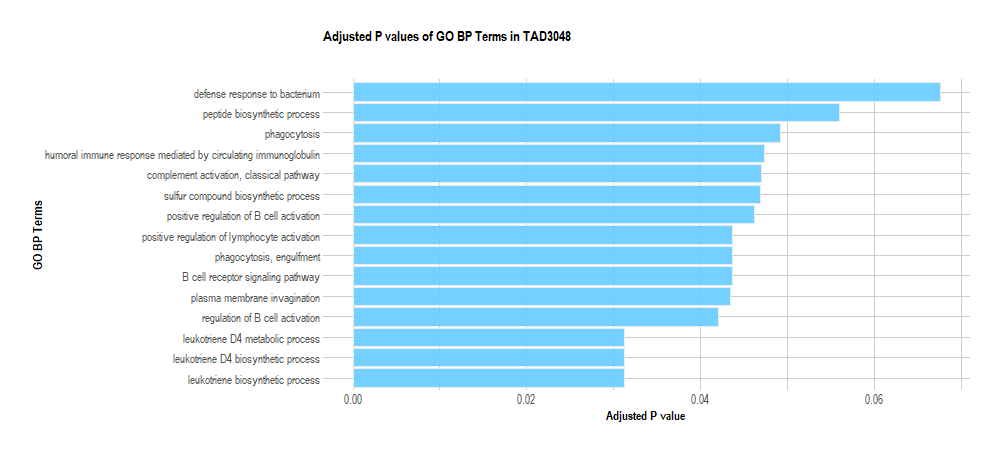 Adjusted P values of GO BP Terms in TAD3048
GO BP Terms
defense response to bacterium
peptide biosynthetic process
phagocytosis
humoral immune response mediated by circulating immunoglobulin
complement activation, classical pathway
sulfur compound biosynthetic process
positive regulation of B cell activation
positive regulation of lymphocyte activation
phagocytosis, engulfment
B cell receptor signaling pathway
plasma membrane invagination
regulation of B cell activation
leukotriene D4 metabolic process
leukotriene D4 biosynthetic process
leukotriene biosynthetic process
0.00 0.02 0.04 0.06
Adjusted P value